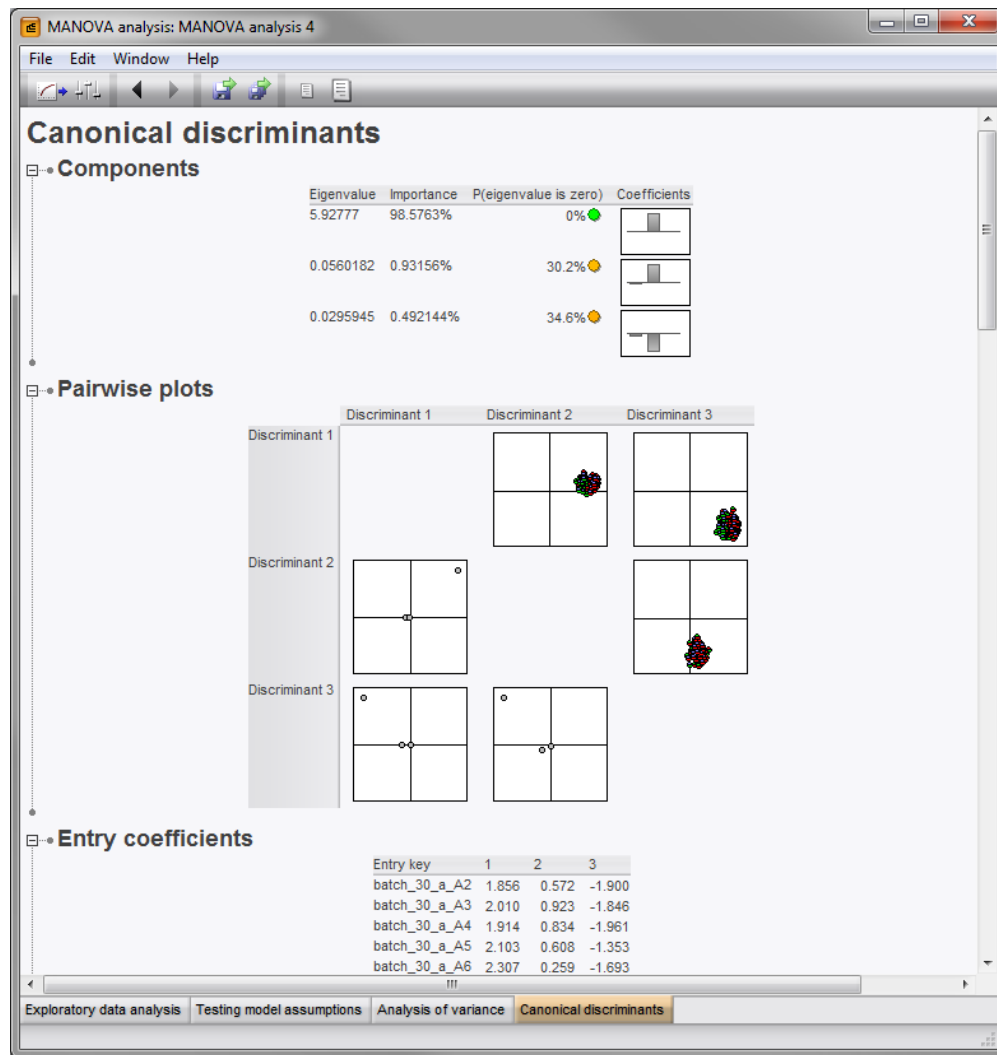 MANOVA analysis: MANOVA analysis 4
File Edit Window Help
Canonical discriminants
Components
Eigenvalue Importance P(eigenvalue is zero) Coefficients
5.92777 98.5763% 0%
0.0560182 0.93156% 30.2%
0.0295945 0.492144% 34.6%
Pairwise plots
Discriminant 1 Discriminant 2 Discriminant 3
Discriminant 1
Discriminant 2
Discriminant 3
Entry coefficients
Entry key 1 2 3
batch_30_a_A2 1.856 0.572 -1.900
batch_30_a_A3 2.010 0.923 -1.846
batch_30_a_A4 1.914 0.834 -1.961
batch_30_a_A5 2.103 0.608 -1.353
batch_30_a_A6 2.307 0.259 -1.693
Exploratory data analysis Testing model assumptions Analysis of variance Canonical discriminants